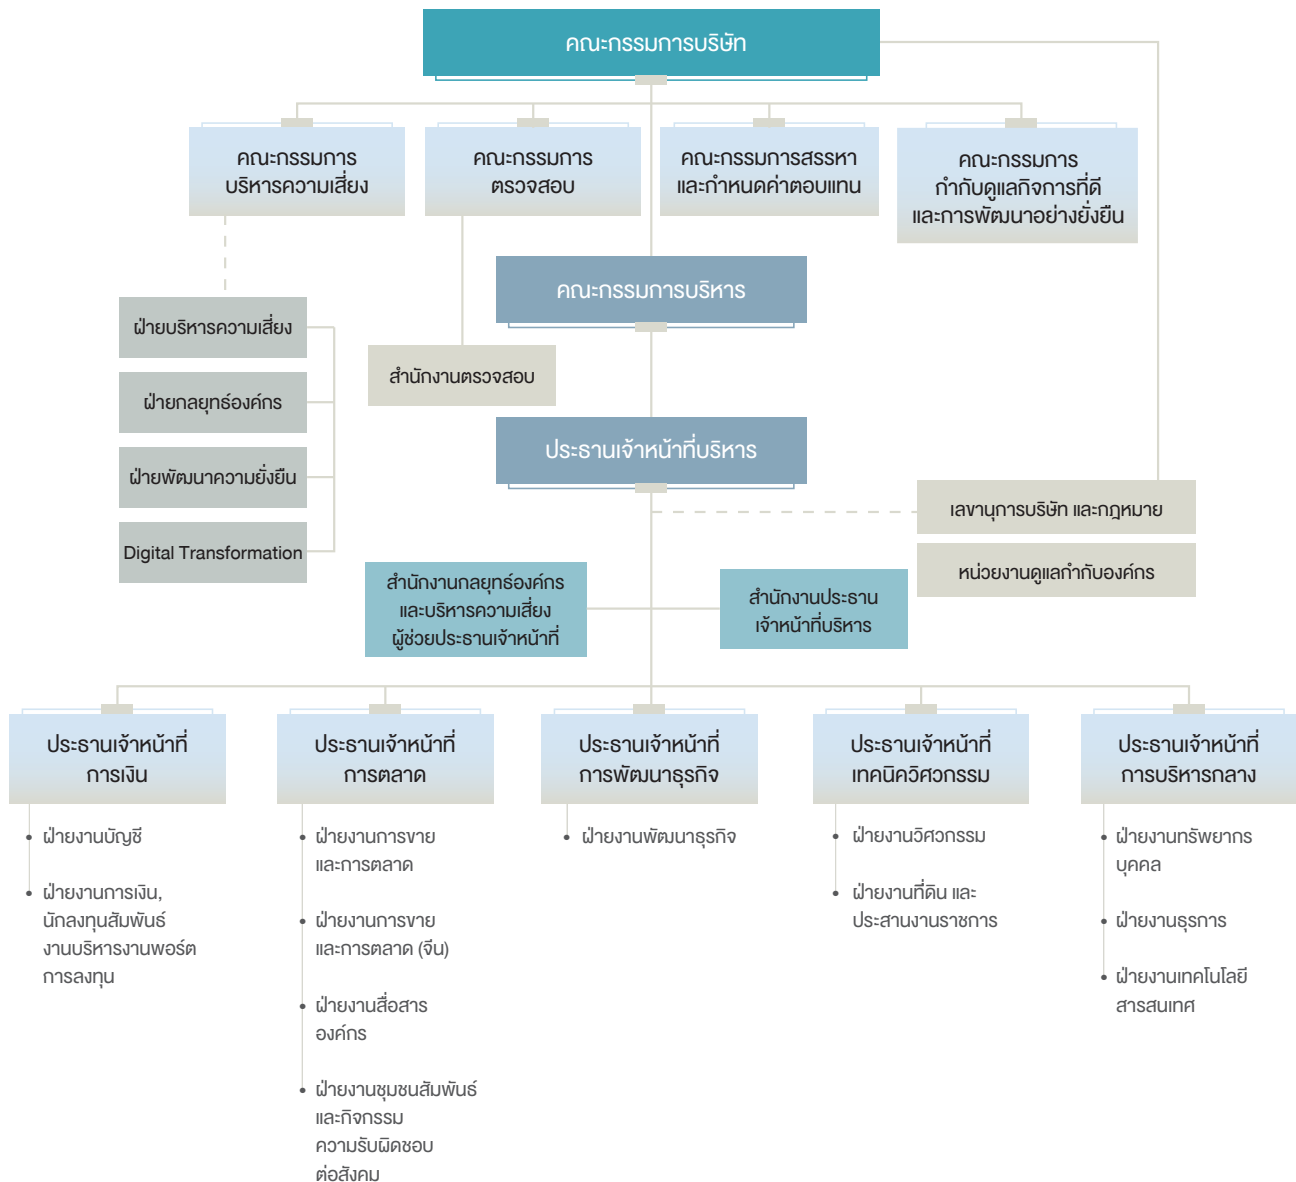 คณะกรรมการบริษัท
คณะกรรมการ
บริหารความเสี่ยง
คณะกรรมการ
ตรวจสอบ
คณะกรรมการสรรหา
และกำหนดค่าตอบแทน
คณะกรรมการ
กำกับดูแลกิจการที่ดี
และการพัฒนาอย่างยั่งยืน
คณะกรรมการบริหาร
ฝ่ายบริหารความเสี่ยง
ฝ่ายกลยุทธ์องค์กร
ฝ่ายพัฒนาความยั่งยืน
Digital Transformation
สำนักงานตรวจสอบ
ประธานเจ้าหน้าที่บริหาร
เลขานุการบริษัท และกฎหมาย
หน่วยงานดูแลกำกับองค์กร
สำนักงานกลยุทธ์องค์กร
และบริหารความเสี่ยง
ผู้ช่วยประธานเจ้าหน้าที่
สำนักงานประธาน
เจ้าหน้าที่บริหาร
ประธานเจ้าหน้าที่
การเงิน
ฝ่ายงานบัญชี
ฝ่ายงานการเงิน,
นักลงทุนสัมพันธ์
งานบริหารงานพอร์ต
การลงทุน
ประธานเจ้าหน้าที่
การตลาด
ฝ่ายงานการขาย
และการตลาด
ฝ่ายงานการขาย
และการตลาด (จีน)
ฝ่ายงานสื่อสาร
องค์กร
ฝ่ายงานชุมชนสัมพันธ์
และกิจกรรม
ความรับผิดชอบ
ต่อสังคม
ประธานเจ้าหน้าที่
การพัฒนาธุรกิจ
ฝ่ายงานพัฒนาธุรกิจ
ประธานเจ้าหน้าที่
เทคนิควิศวกรรม
ฝ่ายงานวิศวกรรม
ฝ่ายงานที่ดิน และ
ประสานงานราชการ
ประธานเจ้าหน้าที่
การบริหารกลาง
ฝ่ายงานทรัพยากร
บุคคล
ฝ่ายงานธุรการ
ฝ่ายงานเทคโนโลยี
สารสนเทศ